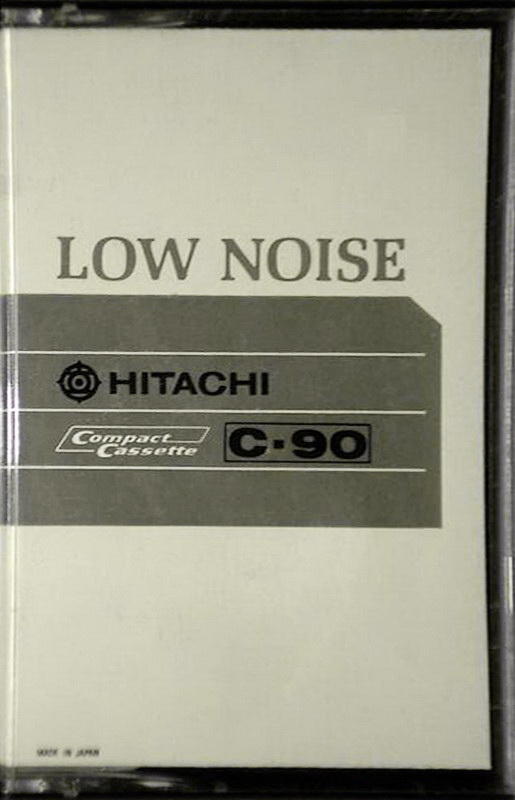 LOW NOISE
HITACHI
Compact Cassette C·90
MADE IN JAPAN